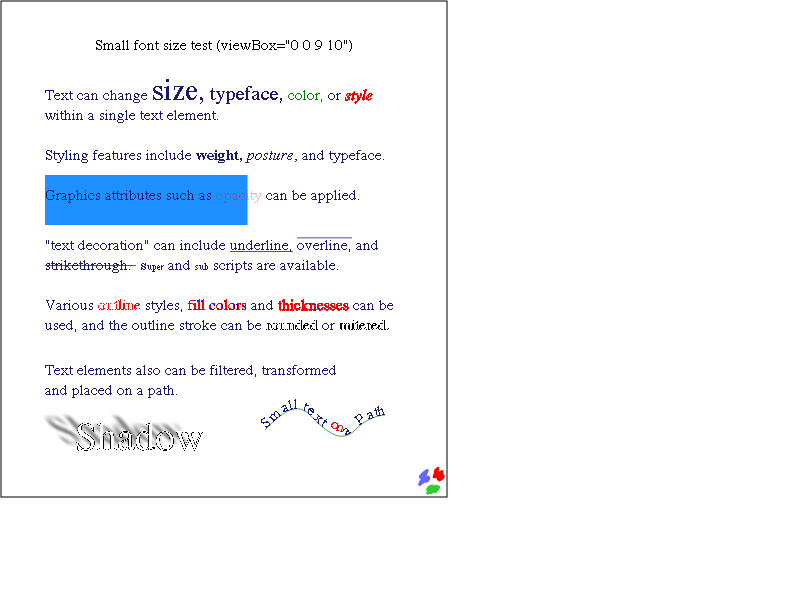 Small font size test (viewBox="0 0 9 10")
Text can change size, typeface, color, or style
within a single text element.
Styling features include weight, posture, and typeface.
Graphics attributes such as opacity can be applied.
"text decoration" can include underline, overline, and
strikethrough. Super and sub scripts are available.
Various outline styles, fill colors and thicknesses can be
used, and the outline stroke can be rounded or mitered.
Text elements also can be filtered, transformed
and placed on a path.
Shadow
Small text on a Path